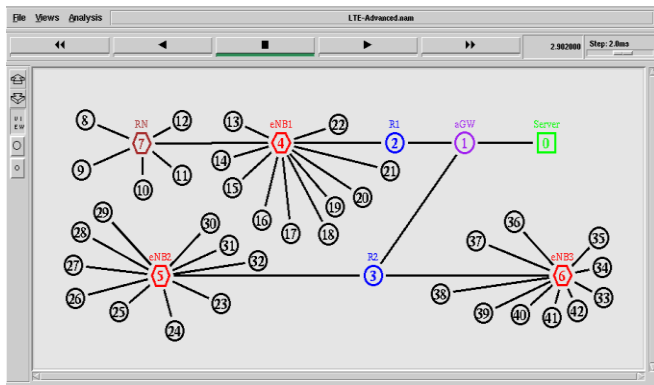 File Views Analysis LTE-Advanced.nam
2.902000 Step: 2.0ms
VIEW
RN eNB1 R1 aGW Server
8 12 13 22
7 4 2 1 0
9 10 11 14 15 16 17 18 19 20 21
29 30 36 35
28 31 37
eNB2 R2 eNB3
27 5 32 3 6 34
26 25 24 23 38 39 40 41 42 33